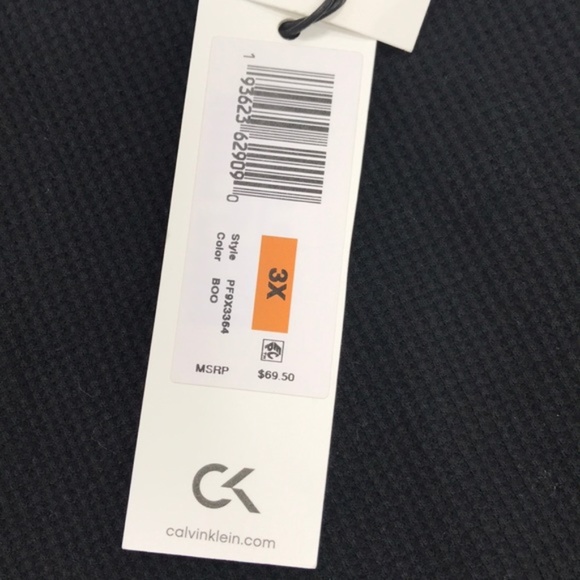 1 93623 62909 0
3X
Style PF9X3364
Color BOO
MSRP $69.50
CK
calvinklein.com